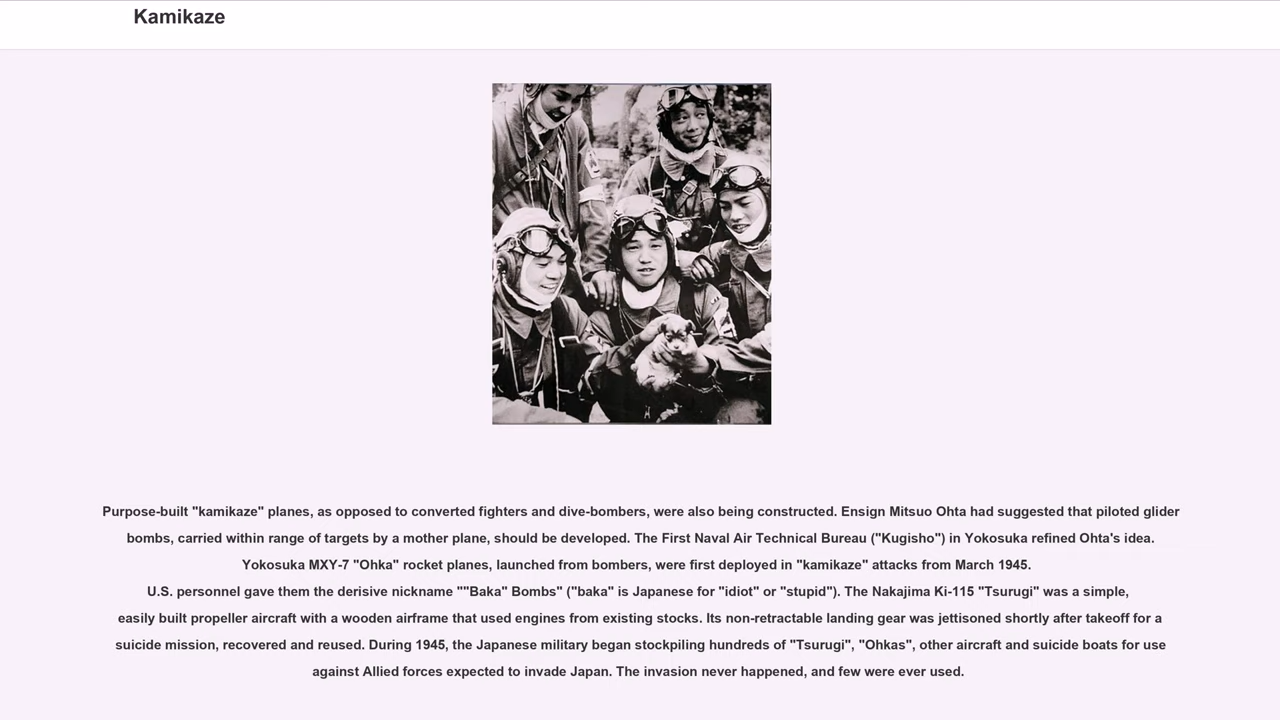 Kamikaze
Purpose-built "kamikaze" planes, as opposed to converted fighters and dive-bombers, were also being constructed. Ensign Mitsuo Ohta had suggested that piloted glider
bombs, carried within range of targets by a mother plane, should be developed. The First Naval Air Technical Bureau ("Kugisho") in Yokosuka refined Ohta's idea.
Yokosuka MXY-7 "Ohka" rocket planes, launched from bombers, were first deployed in "kamikaze" attacks from March 1945.
U.S. personnel gave them the derisive nickname ""Baka" Bombs" ("baka" is Japanese for "idiot" or "stupid"). The Nakajima Ki-115 "Tsurugi" was a simple,
easily built propeller aircraft with a wooden airframe that used engines from existing stocks. Its non-retractable landing gear was jettisoned shortly after takeoff for a
suicide mission, recovered and reused. During 1945, the Japanese military began stockpiling hundreds of "Tsurugi", "Ohkas", other aircraft and suicide boats for use
against Allied forces expected to invade Japan. The invasion never happened, and few were ever used.